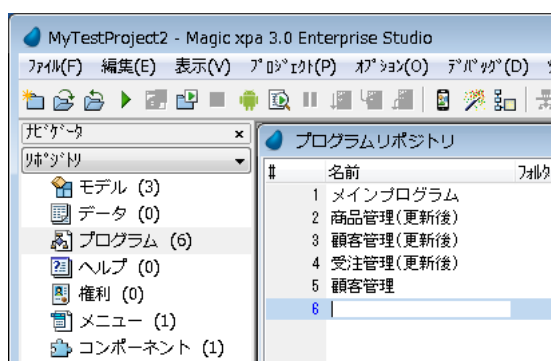 MyTestProject2 - Magic xpa 3.0 Enterprise Studio
ﾌｧｲﾙ(F) 編集(E) 表示(V) ﾌﾟﾛｼﾞｪｸﾄ(P) ｵﾌﾟｼｮﾝ(O) ﾃﾞﾊﾞｯｸﾞ(D)
ﾅﾋﾞｹﾞｰﾀ
ﾘﾎﾟｼﾞﾄﾘ
モデル (3)
データ (0)
プログラム (6)
ヘルプ (0)
権利 (0)
メニュー (1)
コンポーネント (1)
プログラムリポジトリ
# 名前 ﾌｫﾙﾀ
1 メインプログラム
2 商品管理(更新後)
3 顧客管理(更新後)
4 受注管理(更新後)
5 顧客管理
6